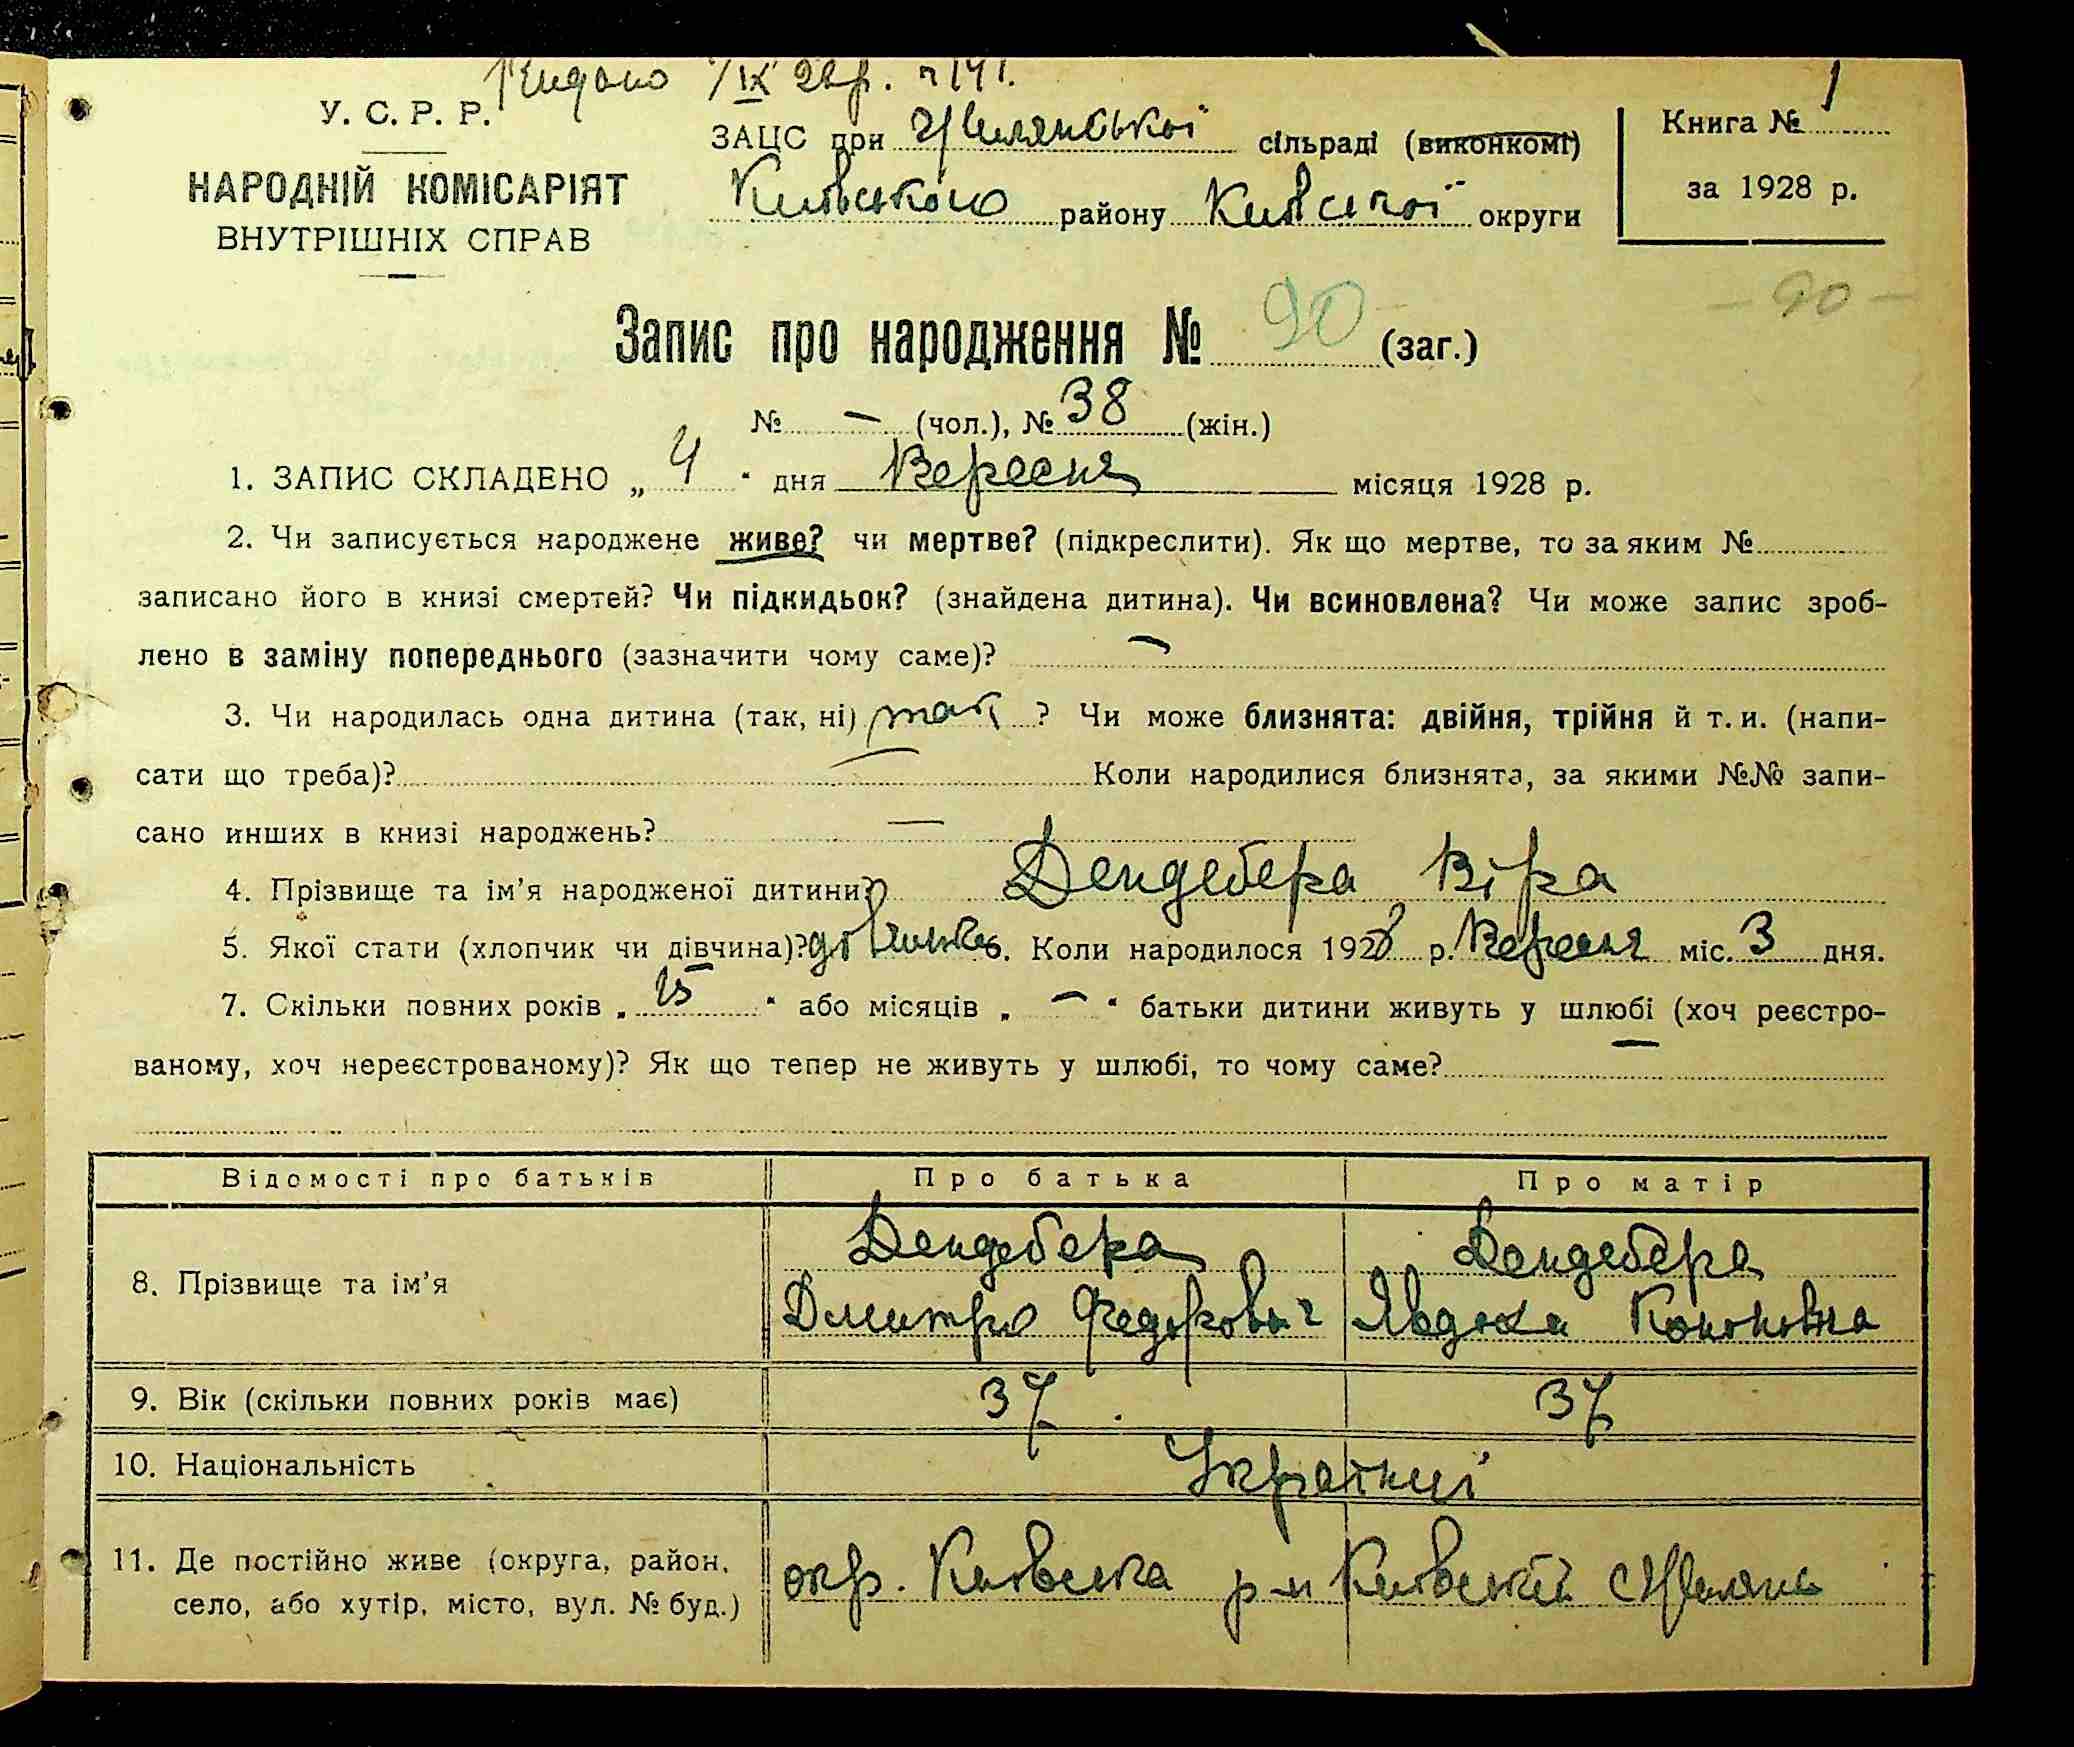 Видано /IX 28р. п 141.
У. С. Р. Р.
НАРОДНІЙ КОМІСАРІЯТ
ВНУТРІШНІХ СПРАВ
ЗАЦС при сільраді (виконкомі)
Київського району Київської округи
Книга № 1
за 1928 р.
- 90 -
Запис про народження № 90 (заг.)
№ — (чол.), № 38 (жін.)
1. ЗАПИС СКЛАДЕНО „ 4 “ дня Вересня місяця 1928 р.
2. Чи записується народжене живе? чи мертве? (підкреслити). Як що мертве, то за яким №
записано його в книзі смертей? Чи підкидьок? (знайдена дитина). Чи всиновлена? Чи може запис зроб-
лено в заміну попереднього (зазначити чому саме)? —
3. Чи народилась одна дитина (так, ні) так ? Чи може близнята: двійня, трійня й т. и. (напи-
сати що треба)? — Коли народилися близнята, за якими №№ запи-
сано инших в книзі народжень? —
4. Прізвище та ім’я народженої дитини? Дендебера Віра
5. Якої стати (хлопчик чи дівчина)? дівчинка 6. Коли народилося 1928 р. Вересня міс. 3 дня.
7. Скільки повних років „ 15 “ або місяців „ — “ батьки дитини живуть у шлюбі (хоч реєстро-
ваному, хоч нереєстрованому)? Як що тепер не живуть у шлюбі, то чому саме? —
Відомості про батьків Про батька Про матір
8. Прізвище та ім’я Дендебера Дмитро Федорович Дендебера Явдоха Кононовна
9. Вік (скільки повних років має) 37 37
10. Національність Українці
11. Де постійно живе (округа, район, село, або хутір, місто, вул. № буд.) окр. Київська р-н Київський